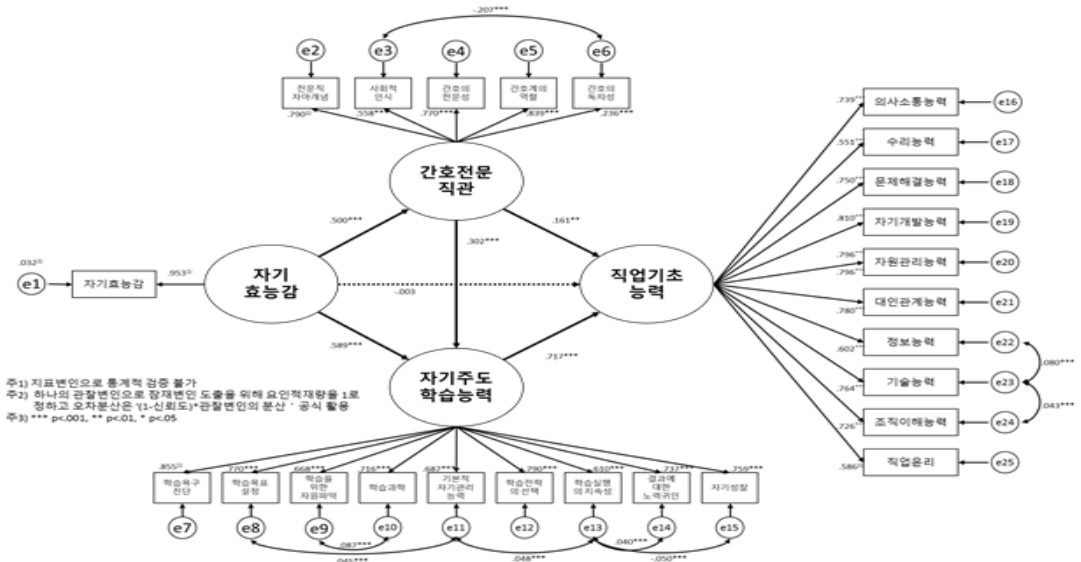 -.207***
e2
e3
e4
e5
e6
전문직
자아개념
사회적
인식
간호의
전문성
간호계의
역할
간호의
독자성
.790
.558**
.770***
.839***
.236***
간호전문
직관
.500***
.161**
.302***
.032
e1
자기효능감
.953
자기
효능감
-.003
직업기초
능력
.589***
.717***
자기주도
학습능력
.739
의사소통능력
e16
.551
수리능력
e17
.750
문제해결능력
e18
.810
자기개발능력
e19
.796
.796
자원관리능력
e20
.780
대인관계능력
e21
.602
정보능력
e22
.080***
.764
기술능력
e23
.043***
.726
조직이해능력
e24
.586
직업윤리
e25
주1) 지표변인으로 통계적 검증 불가
주2) 하나의 관찰변인으로 잠재변인 도출을 위해 요인적재량을 1로
정하고 오차분산은 '(1-신뢰도)*관찰변인의 분산 ' 공식 활용
주3) *** p<.001, ** p<.01, * p<.05
.855
.770***
.668***
.716***
.687***
.790***
.610***
.737***
.759***
학습욕구
진단
학습목표
설정
학습을
위한
자원파악
학습과학
기본적
자기관리
능력
학습전략
의 선택
학습실행
의 지속성
결과에
대한
노력귀인
자기성찰
e7
e8
e9
e10
e11
e12
e13
e14
e15
.087***
.045***
.048***
.040***
-.050***